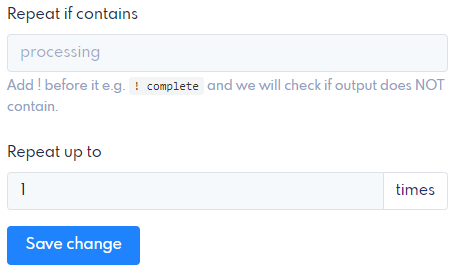 Repeat if contains
processing
Add ! before it e.g. ! complete and we will check if output does NOT
contain.
Repeat up to
1 times
Save change